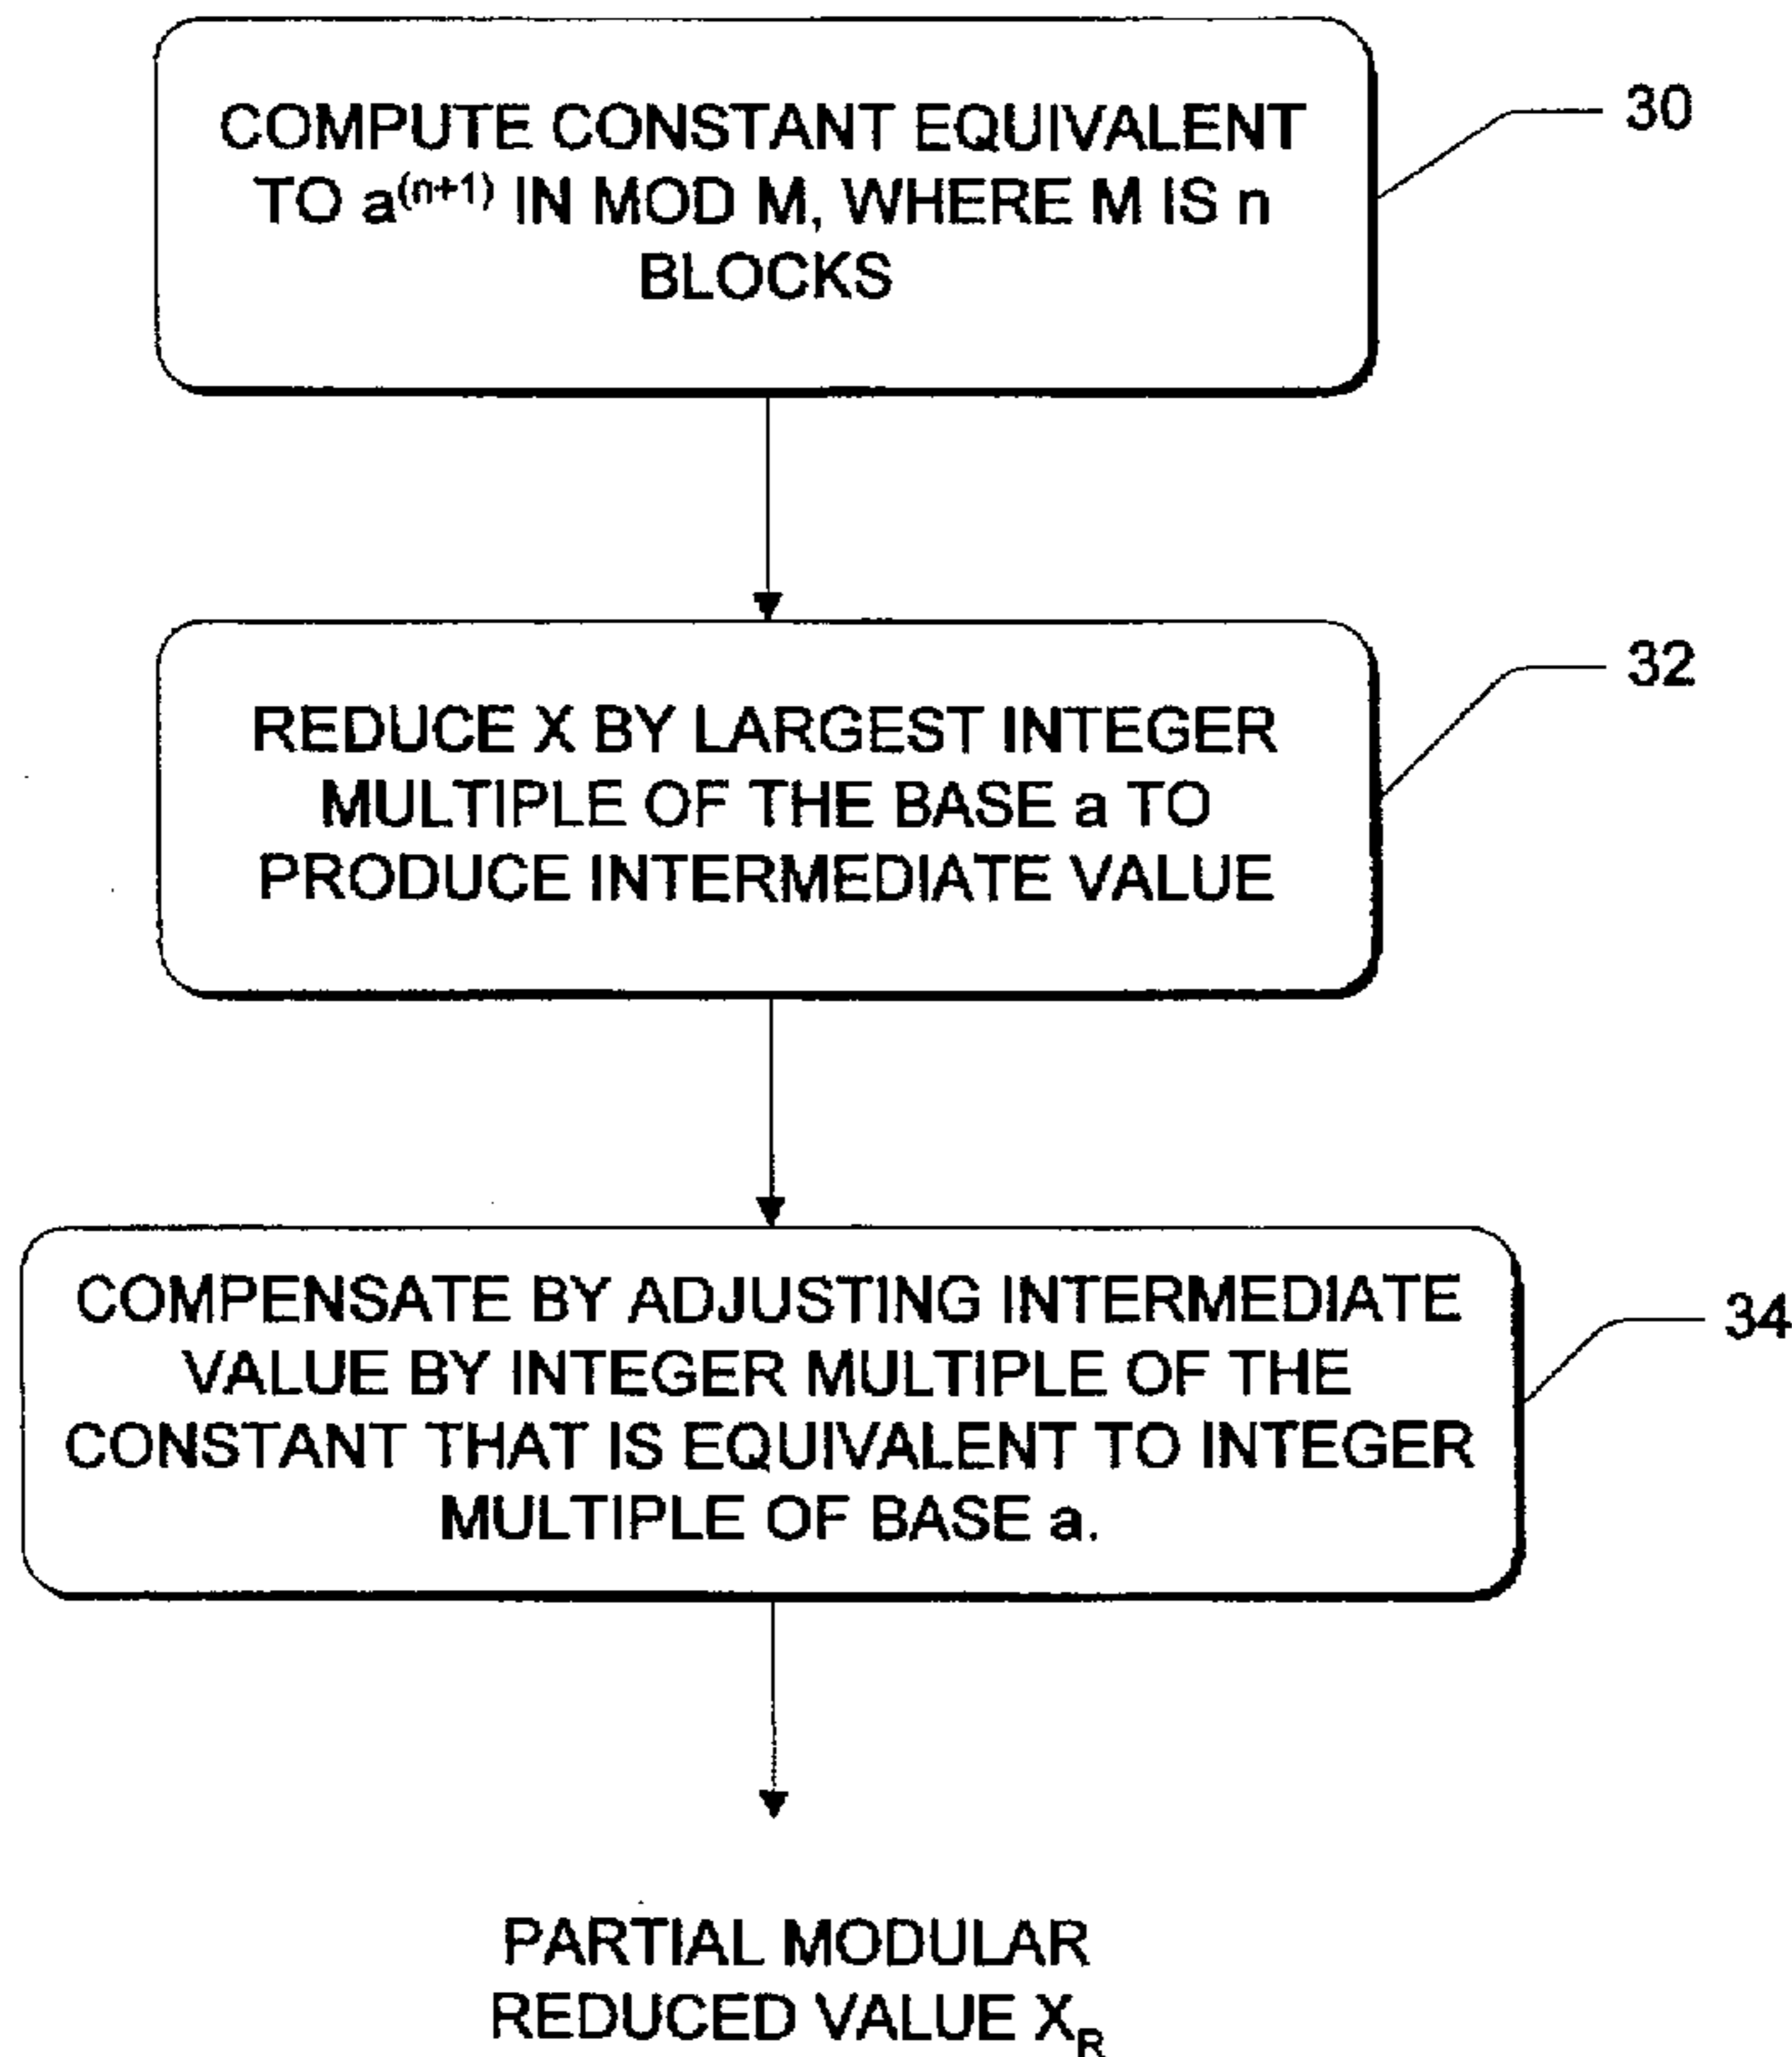 COMPUTE CONSTANT EQUIVALENT
TO a^(n+1) IN MOD M, WHERE M IS n
BLOCKS
30
REDUCE X BY LARGEST INTEGER
MULTIPLE OF THE BASE a TO
PRODUCE INTERMEDIATE VALUE
32
COMPENSATE BY ADJUSTING INTERMEDIATE
VALUE BY INTEGER MULTIPLE OF THE
CONSTANT THAT IS EQUIVALENT TO INTEGER
MULTIPLE OF BASE a.
34
PARTIAL MODULAR
REDUCED VALUE X_R